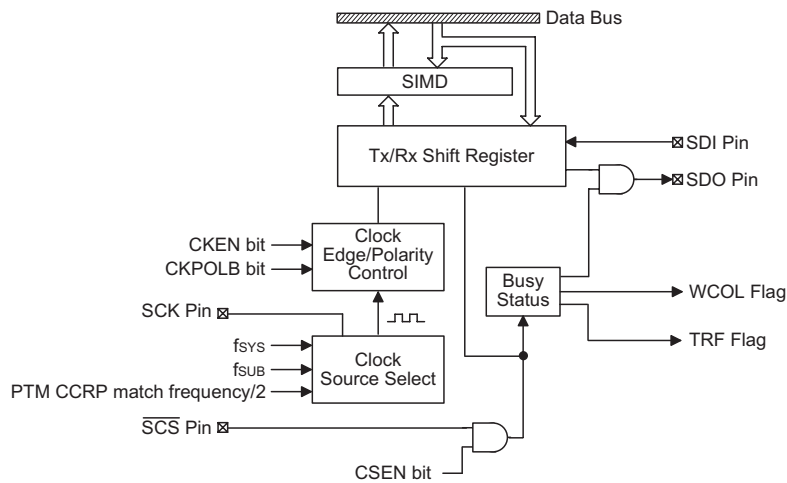 Data Bus
SIMD
Tx/Rx Shift Register
SDI Pin
SDO Pin
CKEN bit
CKPOLB bit
Clock
Edge/Polarity
Control
Busy
Status
WCOL Flag
TRF Flag
SCK Pin
fSYS
fSUB
PTM CCRP match frequency/2
Clock
Source Select
SCS Pin
CSEN bit